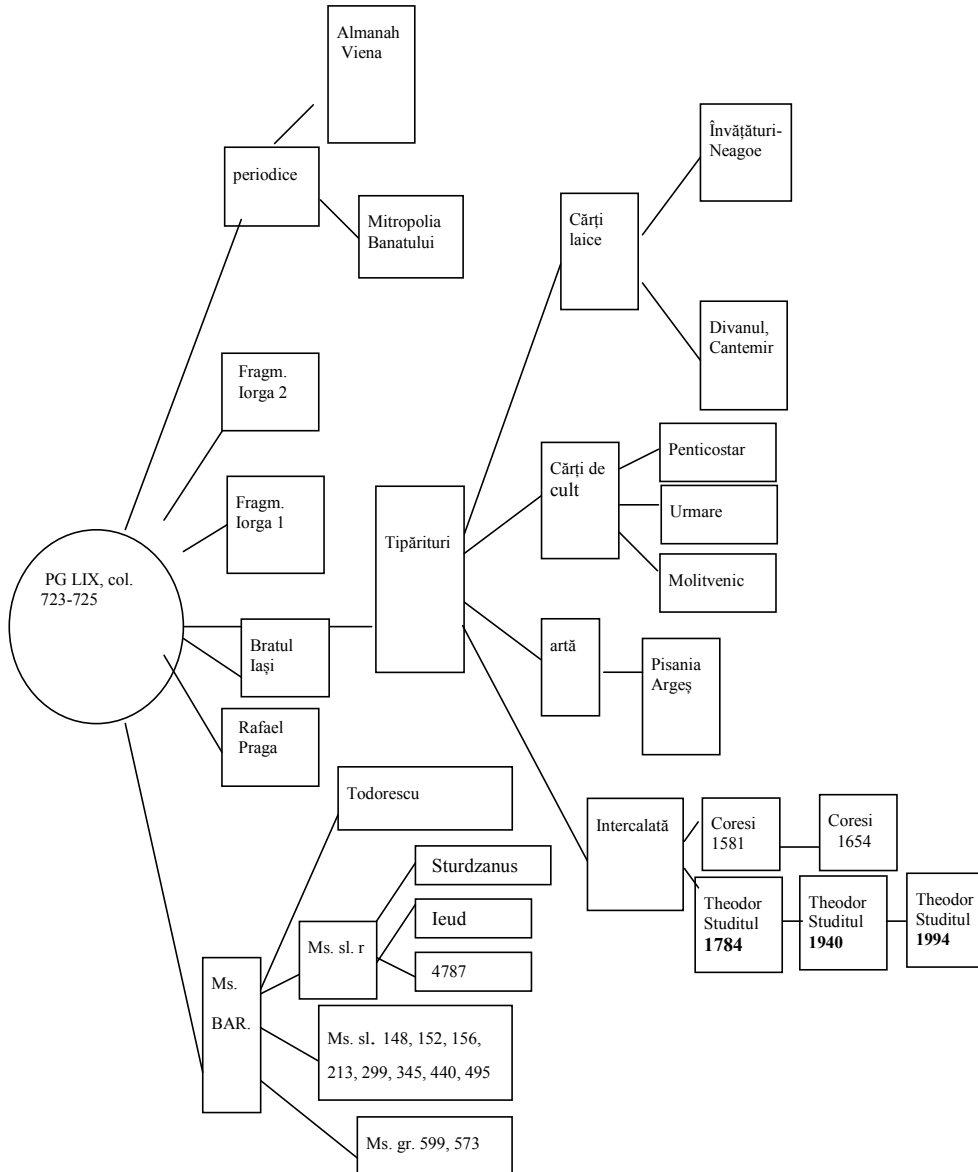 Almanah
Viena
periodice
Mitropolia
Banatului
Învățături-
Neagoe
Cărți
laice
Divanul,
Cantemir
Fragm.
Iorga 2
Fragm.
Iorga 1
PG LIX, col.
723-725
Bratul
Iași
Rafael
Praga
Tipărituri
Cărți de
cult
Penticostar
Urmare
Molitvenic
artă
Pisania
Argeș
Intercalată
Coresi
1581
Coresi
1654
Theodor
Studitul
1784
Theodor
Studitul
1940
Theodor
Studitul
1994
Todorescu
Sturdzanus
Ms. sl. r
Ieud
4787
Ms.
BAR.
Ms. sl. 148, 152, 156,
213, 299, 345, 440, 495
Ms. gr. 599, 573